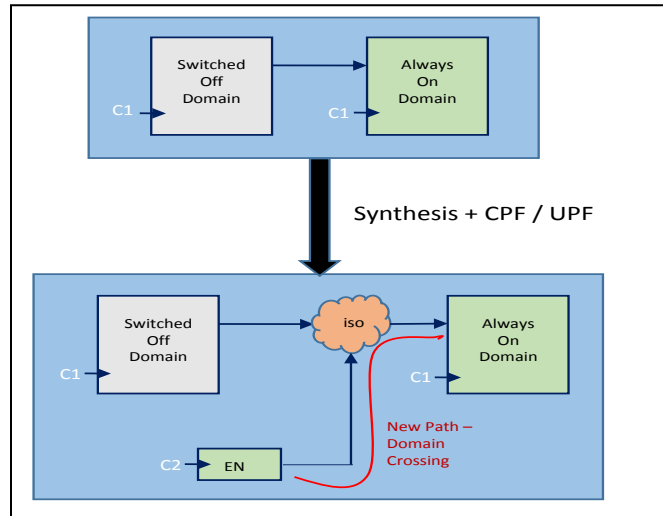 Switched
Off
Domain
Always
On
Domain
C1
C1
Synthesis + CPF / UPF
Switched
Off
Domain
iso
Always
On
Domain
C1
C1
New Path –
Domain
Crossing
C2
EN